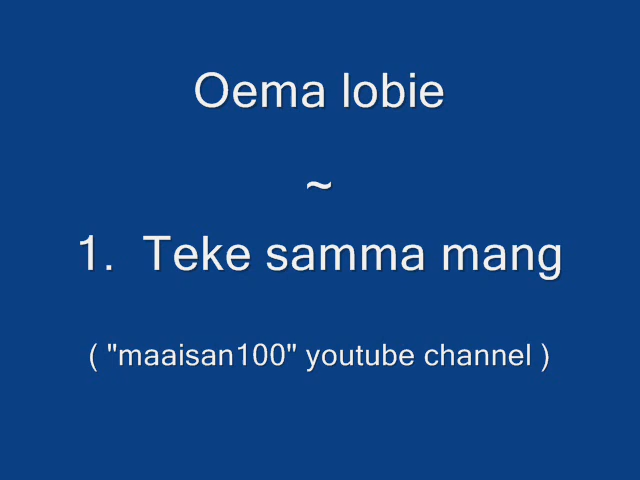 Oema lobie
~
1. Teke samma mang
( "maaisan100" youtube channel )